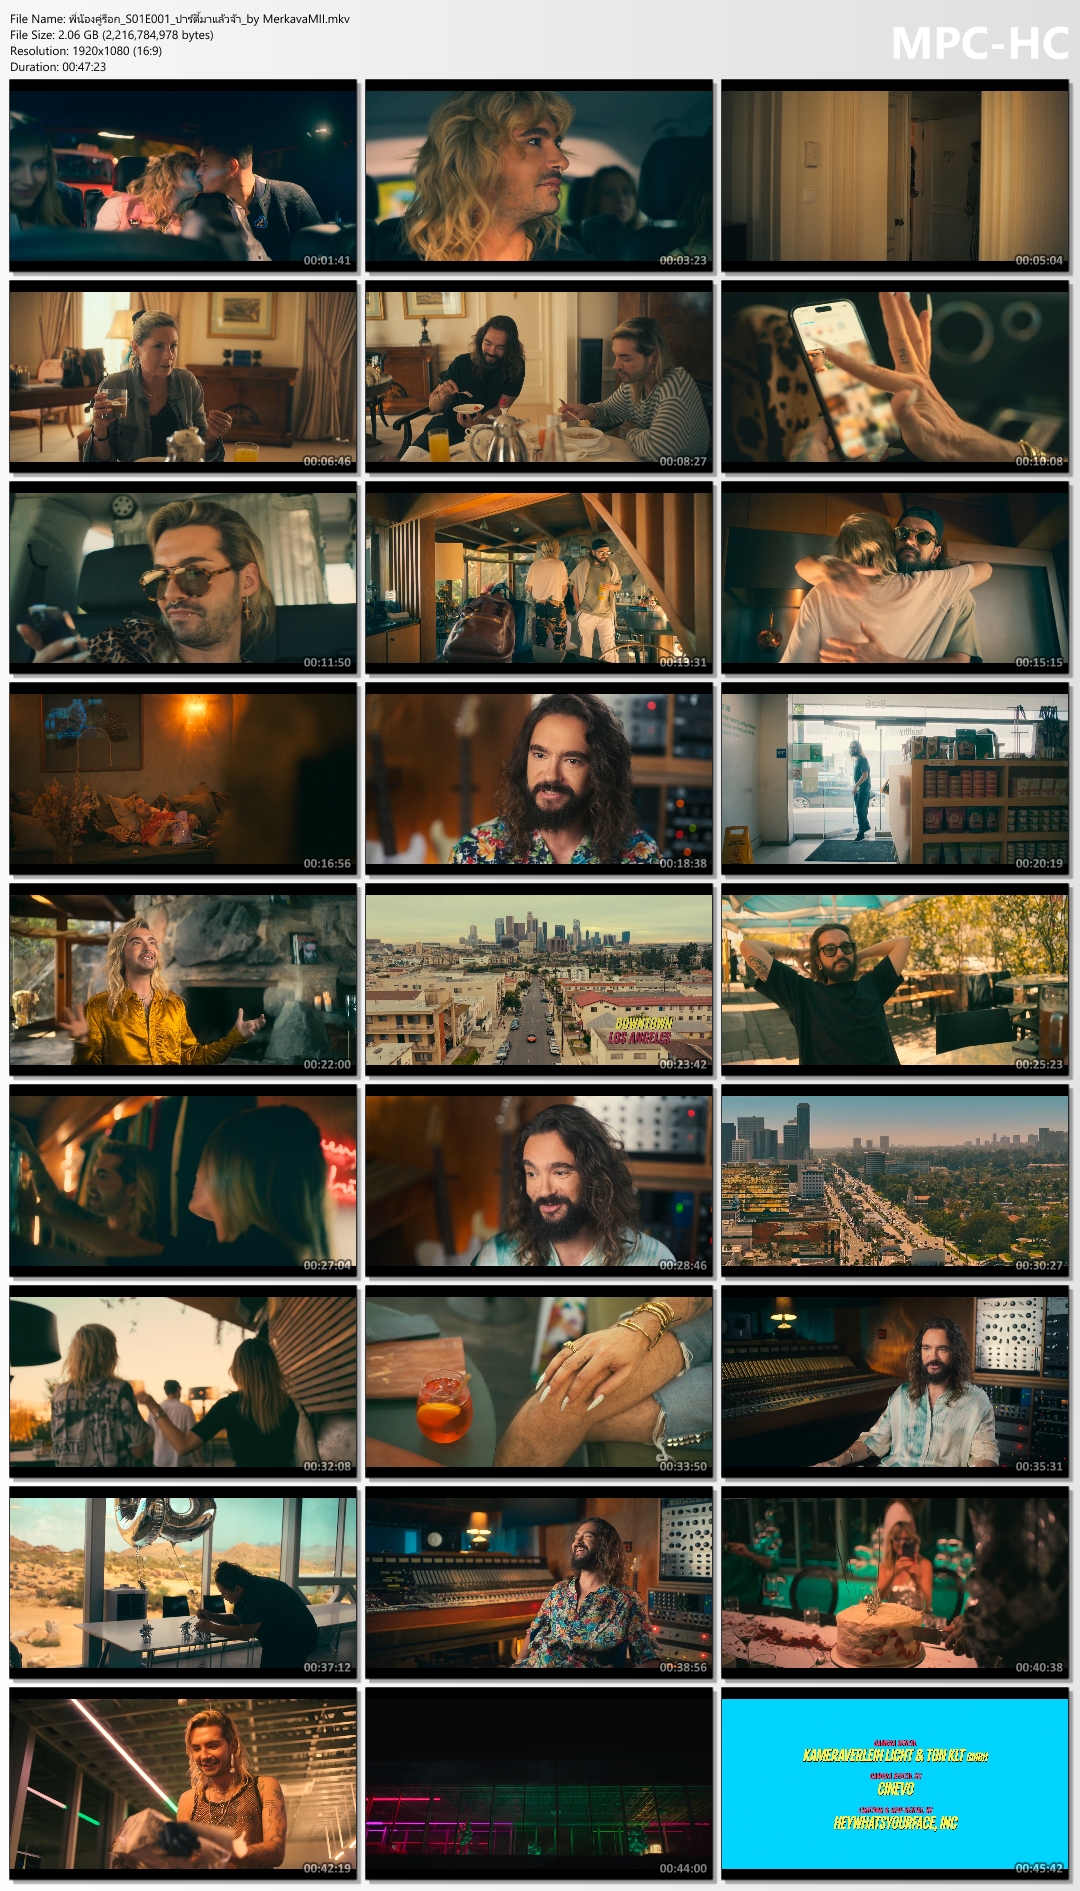 File Name: พี่น้องคู่ร็อก_S01E001_ปาร์ตี้มาแล้วจ้า_by MerkavaMII.mkv
MPC-HC
File Size: 2.06 GB (2,216,784,978 bytes)
Resolution: 1920x1080 (16:9)
Duration: 00:47:23
00:01:41
00:03:23
00:05:04
00:06:46
00:08:27
00:10:08
00:11:50
00:13:31
00:15:15
00:16:56
00:18:38
00:20:19
00:22:00
DOWNTOWN
LOS ANGELES
00:23:42
00:25:23
00:27:04
00:28:46
00:30:27
00:32:08
00:33:50
00:35:31
00:37:12
00:38:56
00:40:38
00:42:19
00:44:00
KAMERAVERLEIH LICHT & TON KLT
CINEVO
HEYWHATSYOURFACE, INC
00:45:42